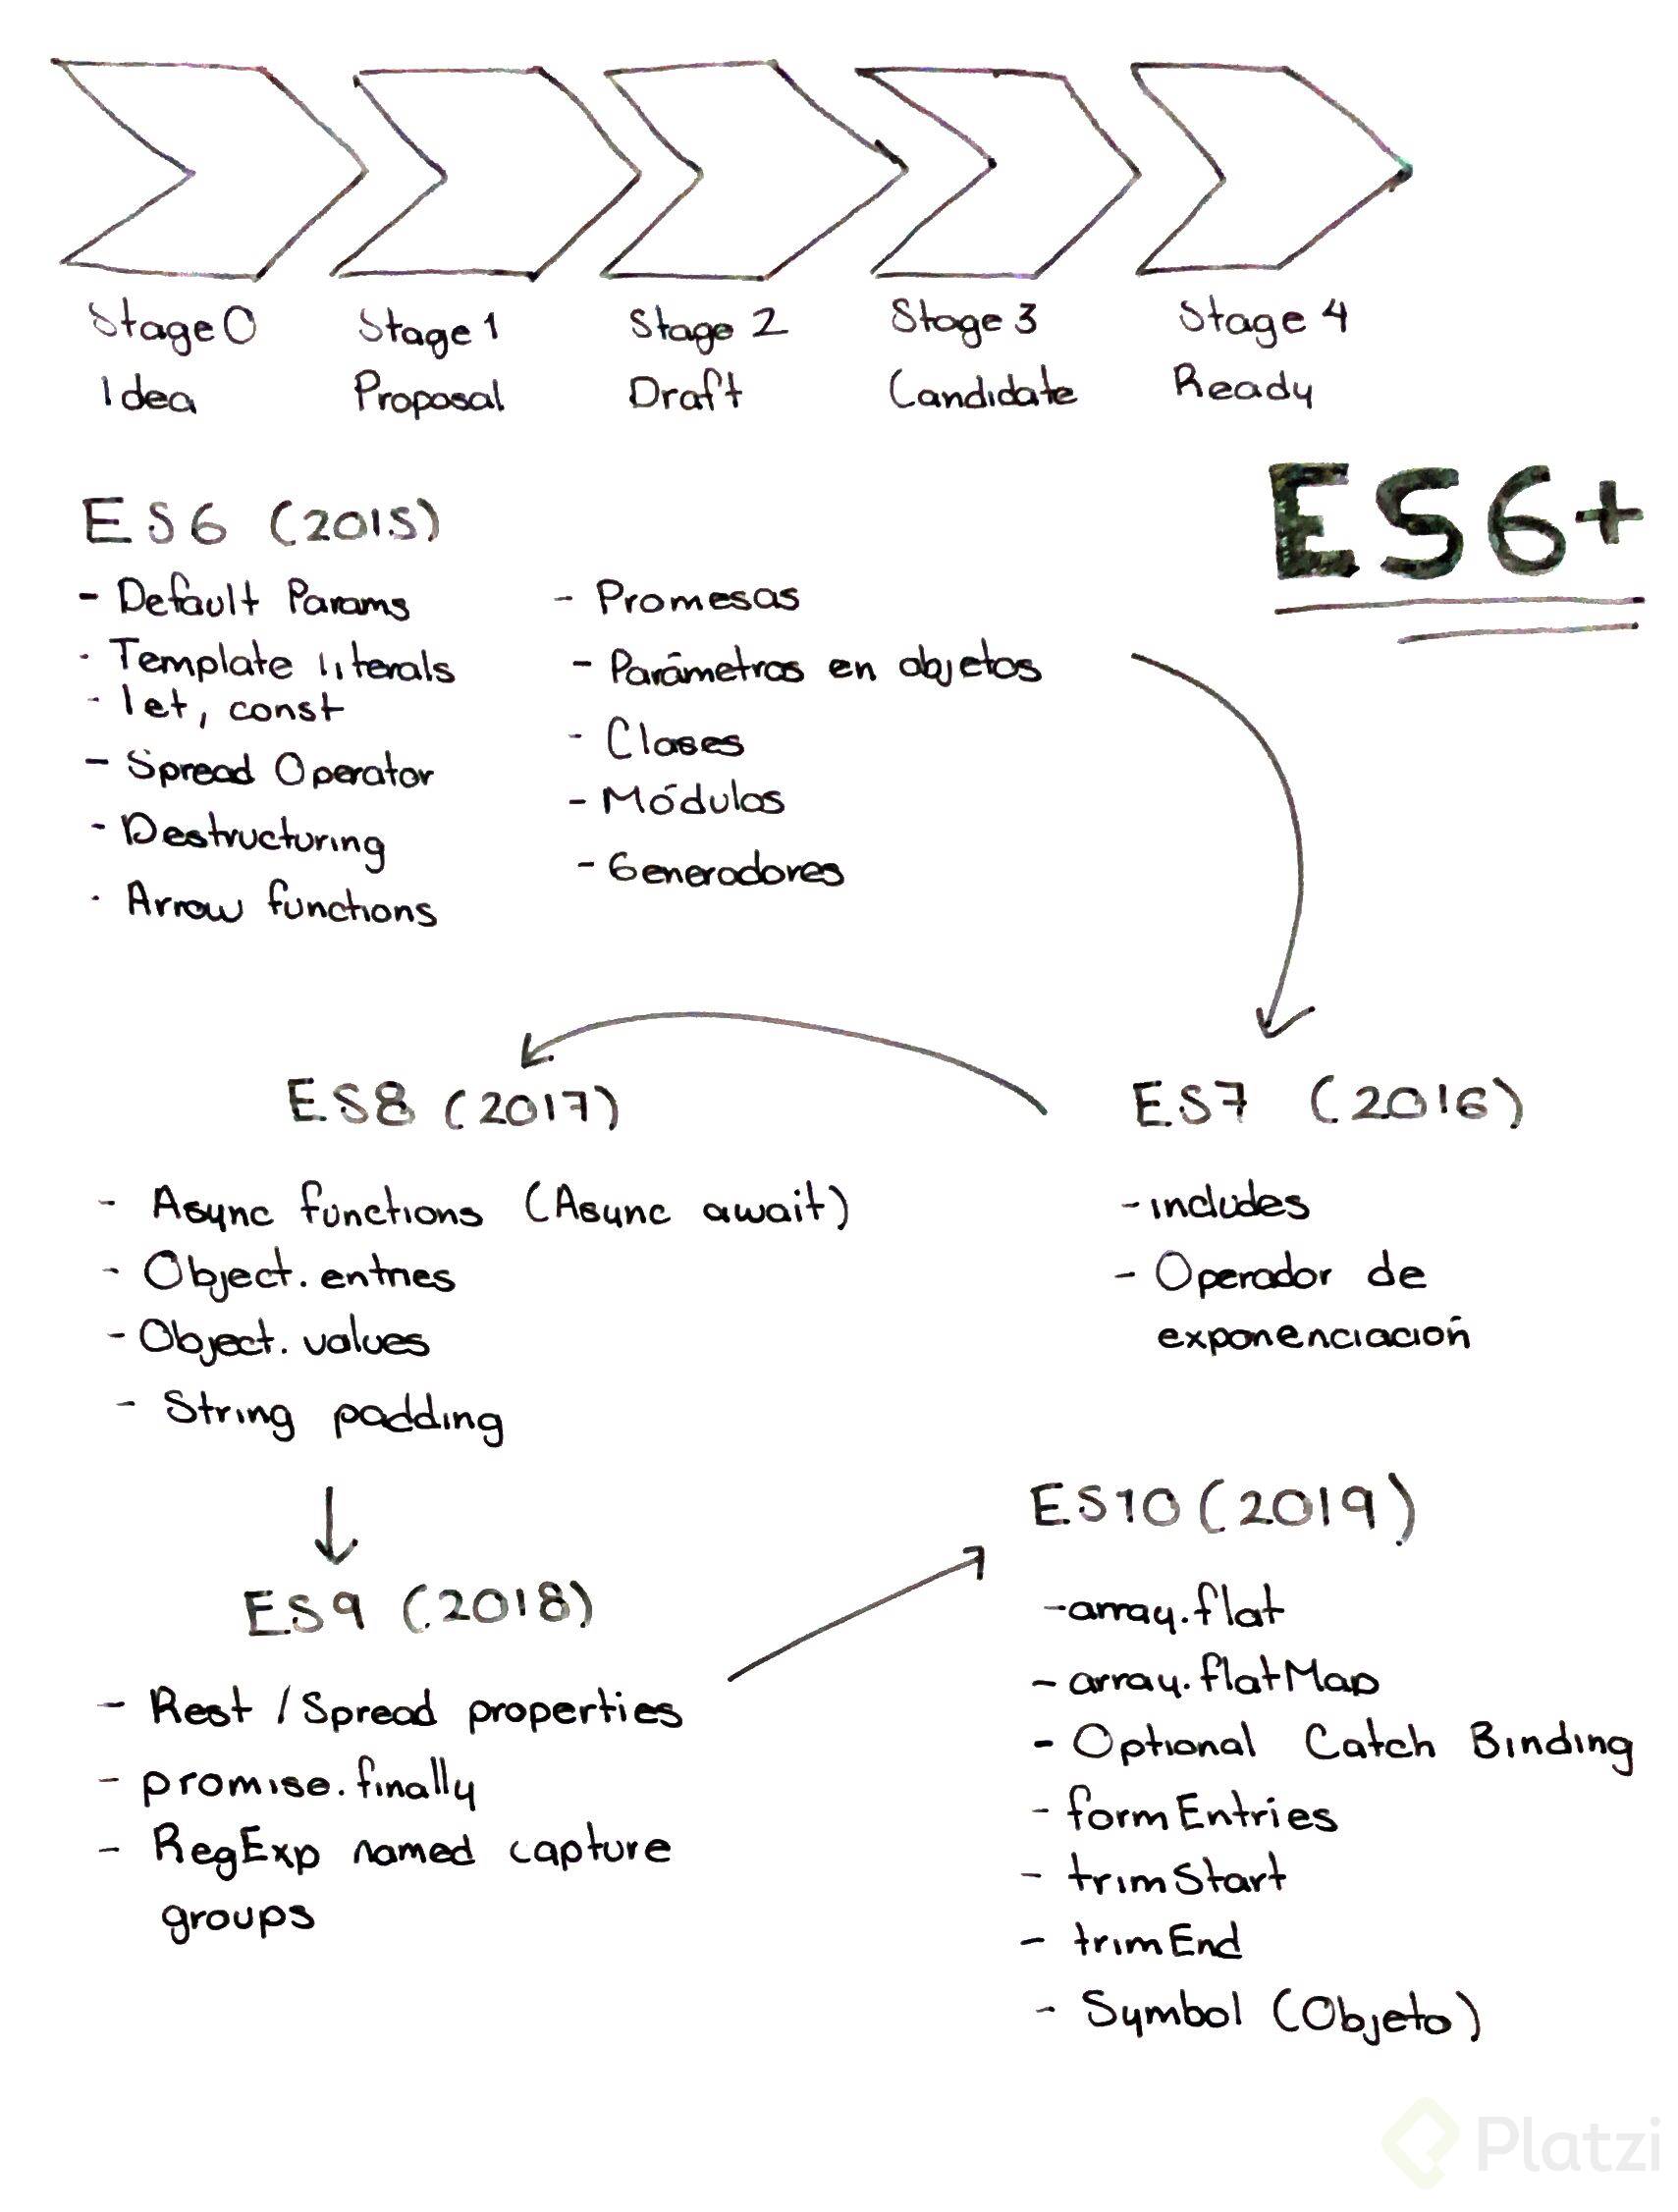 Stage 0
Idea
Stage 1
Proposal
Stage 2
Draft
Stage 3
Candidate
Stage 4
Ready
ES6+
ES6 (2015)
- Default Params
- Template literals
- let, const
- Spread Operator
- Destructuring
- Arrow functions
- Promesas
- Parámetros en objetos
- Clases
- Módulos
- Generadores
ES7 (2016)
- includes
- Operador de
exponenciación
ES8 (2017)
- Async functions (Async await)
- Object.entries
- Object.values
- String padding
ES9 (2018)
- Rest / Spread properties
- promise.finally
- RegExp named capture
groups
ES10 (2019)
- array.flat
- array.flatMap
- Optional Catch Binding
- formEntries
- trimStart
- trimEnd
- Symbol (Objeto)
Platzi